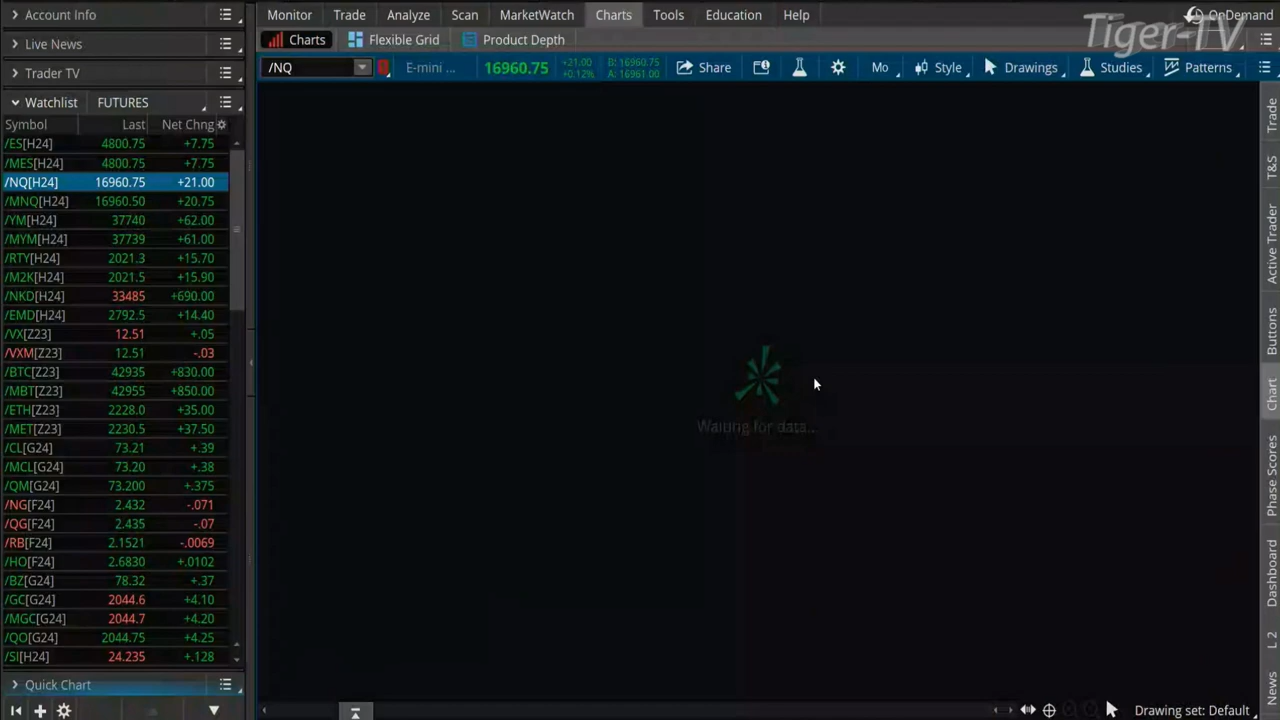 Account Info
Live News
Trader TV
Watchlist FUTURES
Symbol Last Net Chng
/ES[H24] 4800.75 +7.75
/MES[H24] 4800.75 +7.75
/NQ[H24] 16960.75 +21.00
/MNQ[H24] 16960.50 +20.75
/YM[H24] 37740 +62.00
/MYM[H24] 37739 +61.00
/RTY[H24] 2021.3 +15.70
/M2K[H24] 2021.5 +15.90
/NKD[H24] 33485 +690.00
/EMD[H24] 2792.5 +14.40
/VX[Z23] 12.51 +.05
/VXM[Z23] 12.51 -.03
/BTC[Z23] 42935 +830.00
/MBT[Z23] 42955 +850.00
/ETH[Z23] 2228.0 +35.00
/MET[Z23] 2230.5 +37.50
/CL[G24] 73.21 +.39
/MCL[G24] 73.20 +.38
/QM[G24] 73.200 +.375
/NG[F24] 2.432 -.071
/QG[F24] 2.435 -.07
/RB[F24] 2.1521 -.0069
/HO[F24] 2.6830 +.0102
/BZ[G24] 78.32 +.37
/GC[G24] 2044.6 +4.10
/MGC[G24] 2044.7 +4.20
/QO[G24] 2044.75 +4.25
/SI[H24] 24.235 +.128
Quick Chart
Monitor Trade Analyze Scan MarketWatch Charts Tools Education Help OnDemand
Tiger-TV
Charts Flexible Grid Product Depth
/NQ E-mini ... 16960.75 +21.00 B: 16960.75 Share Mo Style Drawings Studies Patterns
+0.12% A: 16961.00
Waiting for data...
Trade
T&S
Active Trader
Buttons
Chart
Phase Scores
Dashboard
L 2
News
Drawing set: Default